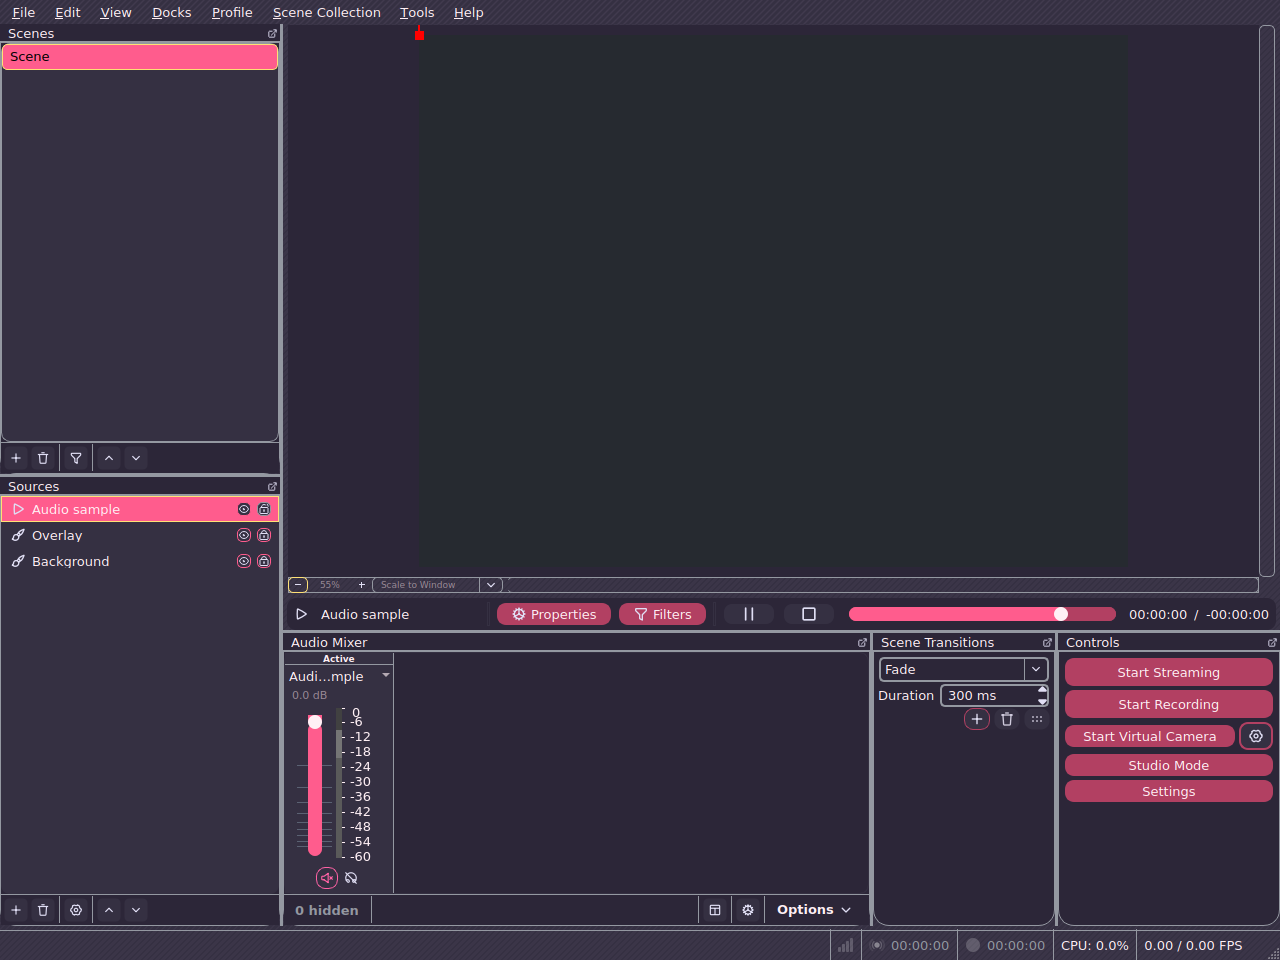 File Edit View Docks Profile Scene Collection Tools Help
Scenes
Scene
Sources
Audio sample
Overlay
Background
55%
Scale to Window
Audio sample
Properties
Filters
00:00:00 / -00:00:00
Audio Mixer
Active
Audi...mple
0.0 dB
0
-6
-12
-18
-24
-30
-36
-42
-48
-54
-60
0 hidden
Options
Scene Transitions
Fade
Duration 300 ms
Controls
Start Streaming
Start Recording
Start Virtual Camera
Studio Mode
Settings
00:00:00
00:00:00
CPU: 0.0%
0.00 / 0.00 FPS